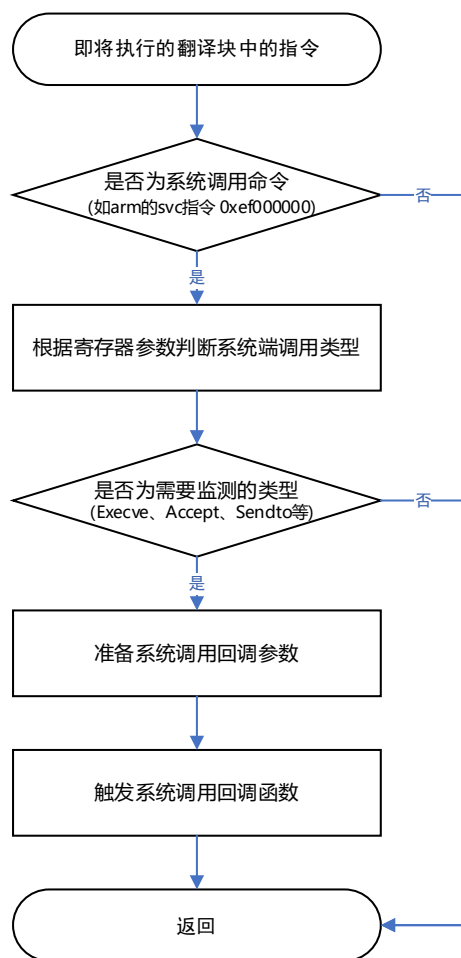 即将执行的翻译块中的指令
是否为系统调用命令
(如arm的svc指令 0xef000000)
否
是
根据寄存器参数判断系统端调用类型
是否为需要监测的类型
(Execve、Accept、Sendto等)
否
是
准备系统调用回调参数
触发系统调用回调函数
返回